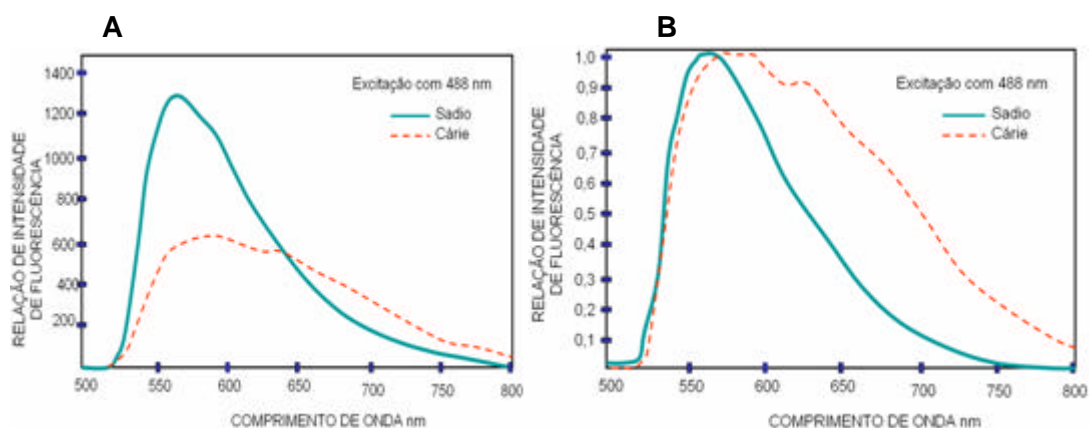 A
1400
1200
1000
800
600
400
200
RELAÇÃO DE INTENSIDADE
DE FLUORESCÊNCIA
Excitação com 488 nm
Sadio
Cárie
500 550 600 650 700 750 800
COMPRIMENTO DE ONDA nm
B
1,0
0,9
0,8
0,7
0,6
0,5
0,4
0,3
0,2
0,1
RELAÇÃO DE INTENSIDADE
DE FLUORESCÊNCIA
Excitação com 488 nm
Sadio
Cárie
500 550 600 650 700 750 800
COMPRIMENTO DE ONDA nm